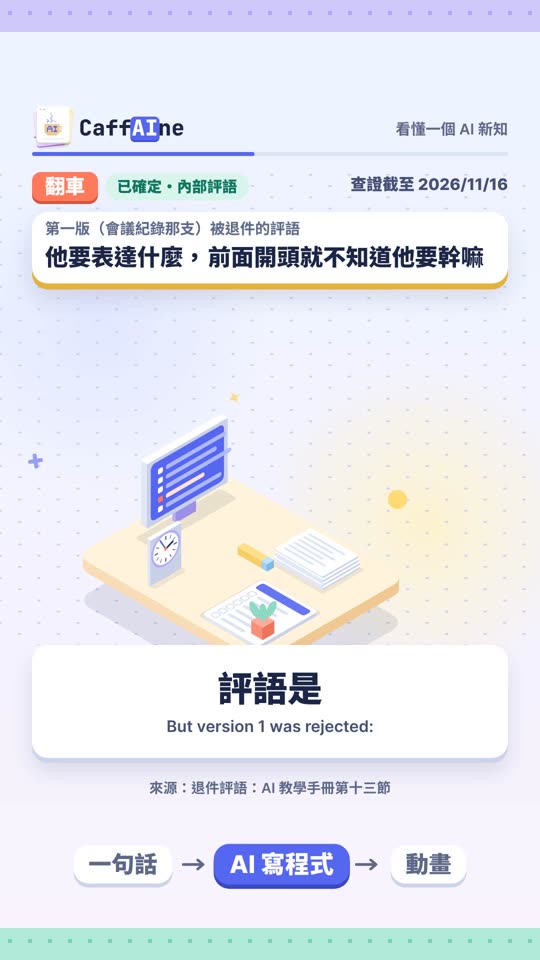 CaffAIne
看懂一個 AI 新知
翻車
已確定・內部評語
查證截至 2026/11/16
第一版（會議紀錄那支）被退件的評語
他要表達什麼，前面開頭就不知道他要幹嘛
評語是
But version 1 was rejected:
來源：退件評語：AI 教學手冊第十三節
一句話 → AI 寫程式 → 動畫